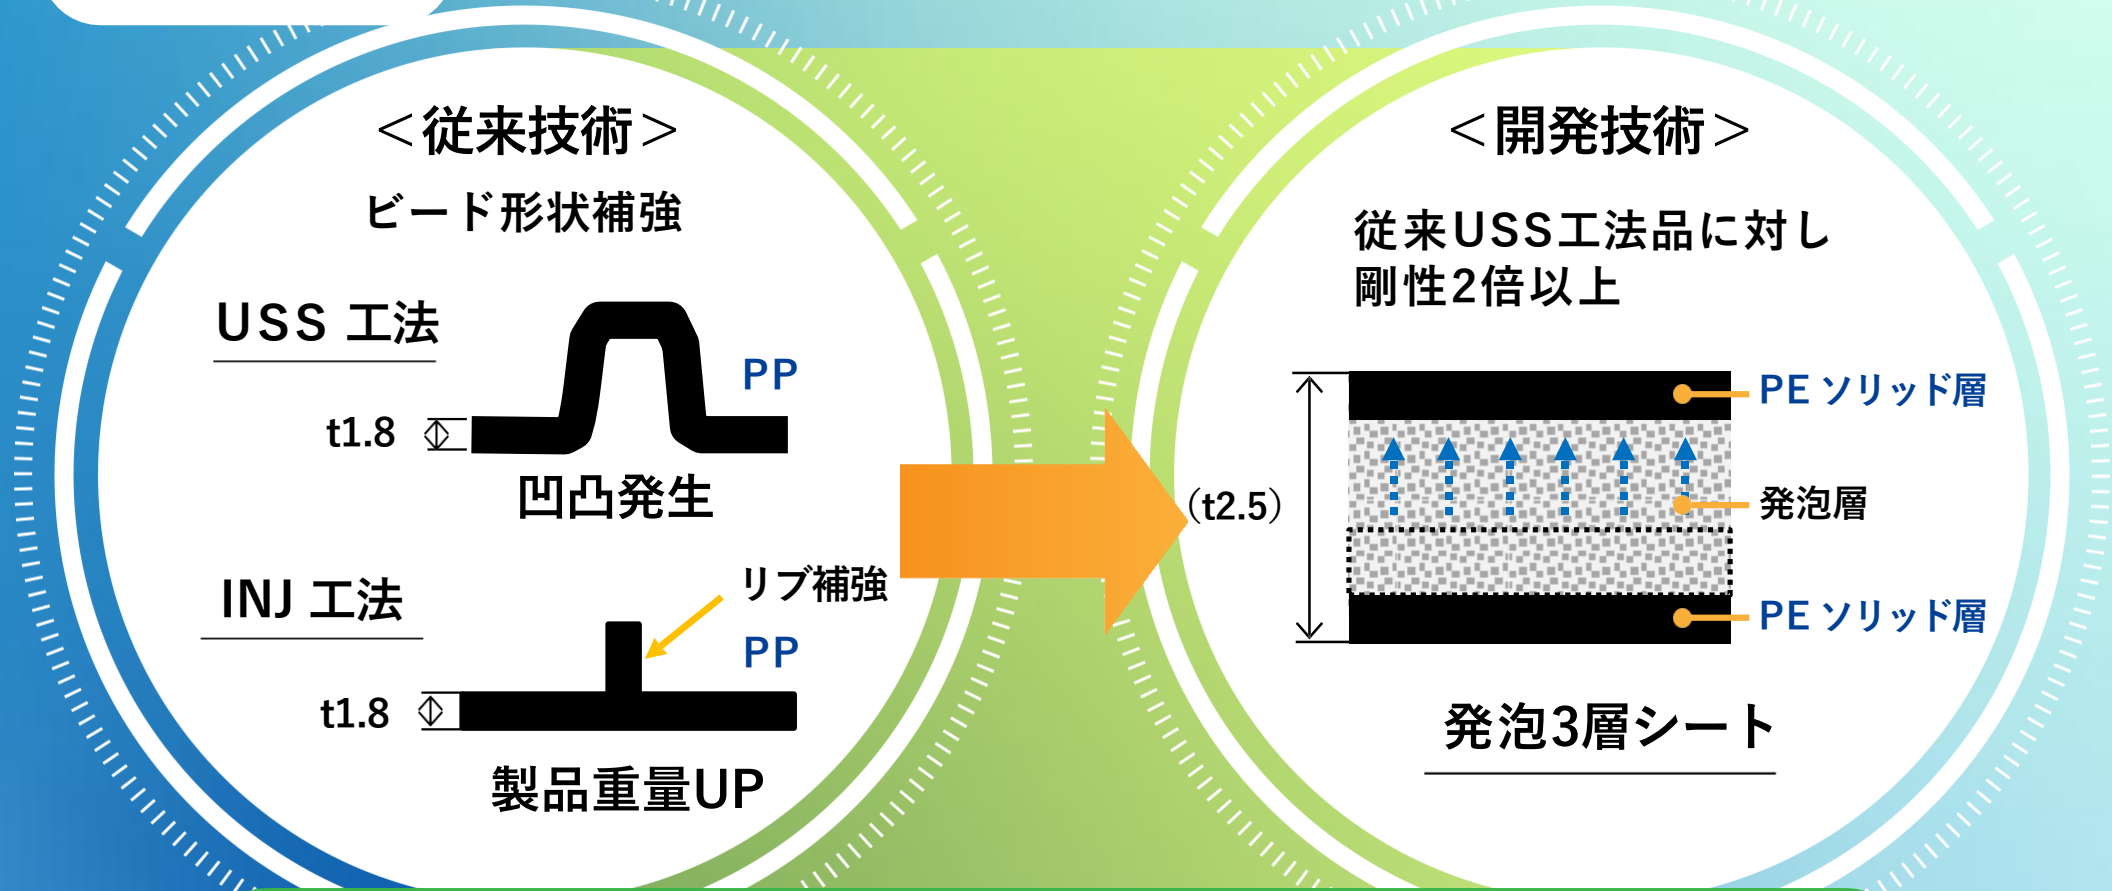 ＜従来技術＞
ビード形状補強
USS 工法
PP
t1.8
凹凸発生
INJ 工法
リブ補強
PP
t1.8
製品重量UP
＜開発技術＞
従来USS工法品に対し
剛性2倍以上
PE ソリッド層
（t2.5）
発泡層
PE ソリッド層
発泡3層シート